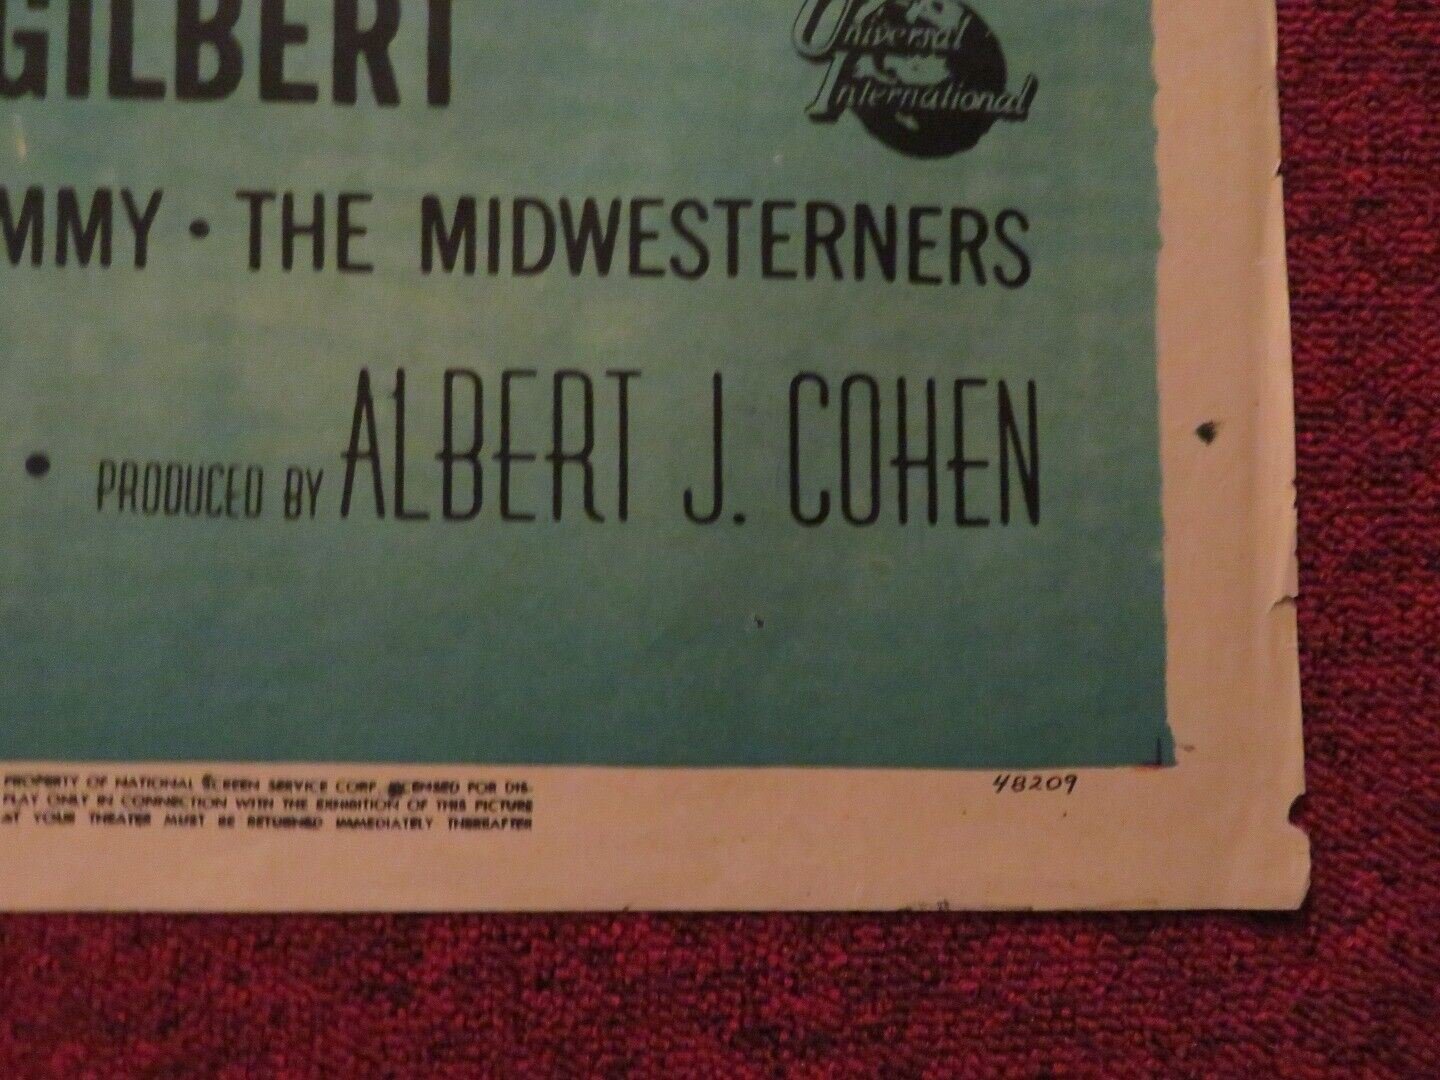 GILBERT
Universal
International
MMY • THE MIDWESTERNERS
• PRODUCED BY ALBERT J. COHEN
PROPERTY OF NATIONAL SCREEN SERVICE CORP. LICENSED FOR DIS-
PLAY ONLY IN CONNECTION WITH THE EXHIBITION OF THIS PICTURE
AT YOUR THEATER MUST BE RETURNED IMMEDIATELY THEREAFTER
48209